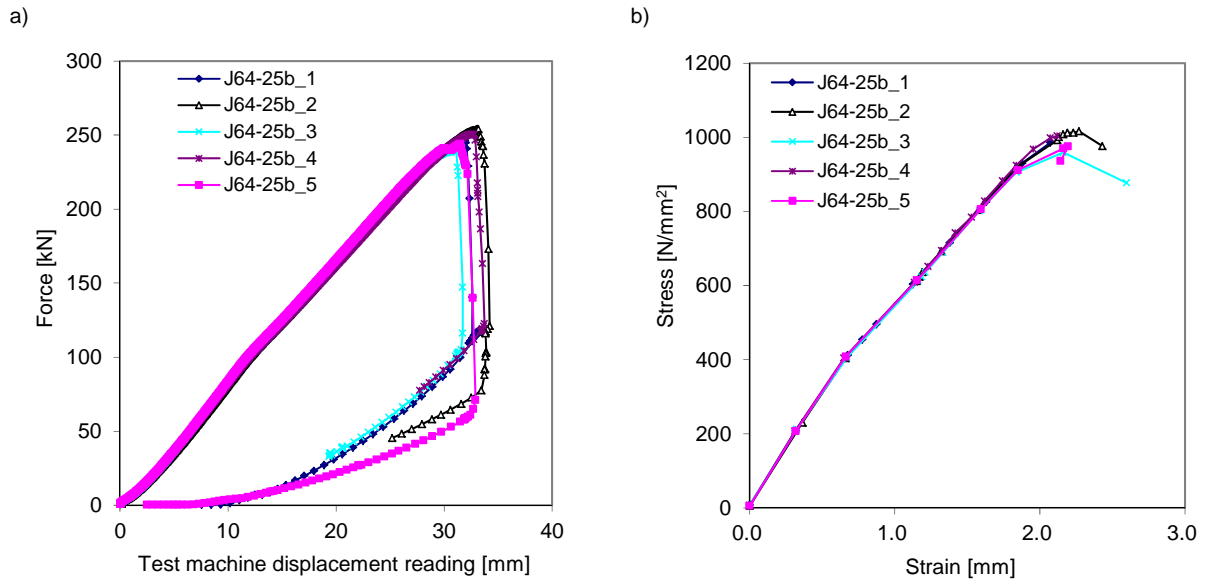 a)
300
250
200
150
100
50
0
Force [kN]
J64-25b_1
J64-25b_2
J64-25b_3
J64-25b_4
J64-25b_5
0 10 20 30 40
Test machine displacement reading [mm]
b)
1200
1000
800
600
400
200
0
Stress [N/mm²]
J64-25b_1
J64-25b_2
J64-25b_3
J64-25b_4
J64-25b_5
0.0 1.0 2.0 3.0
Strain [mm]